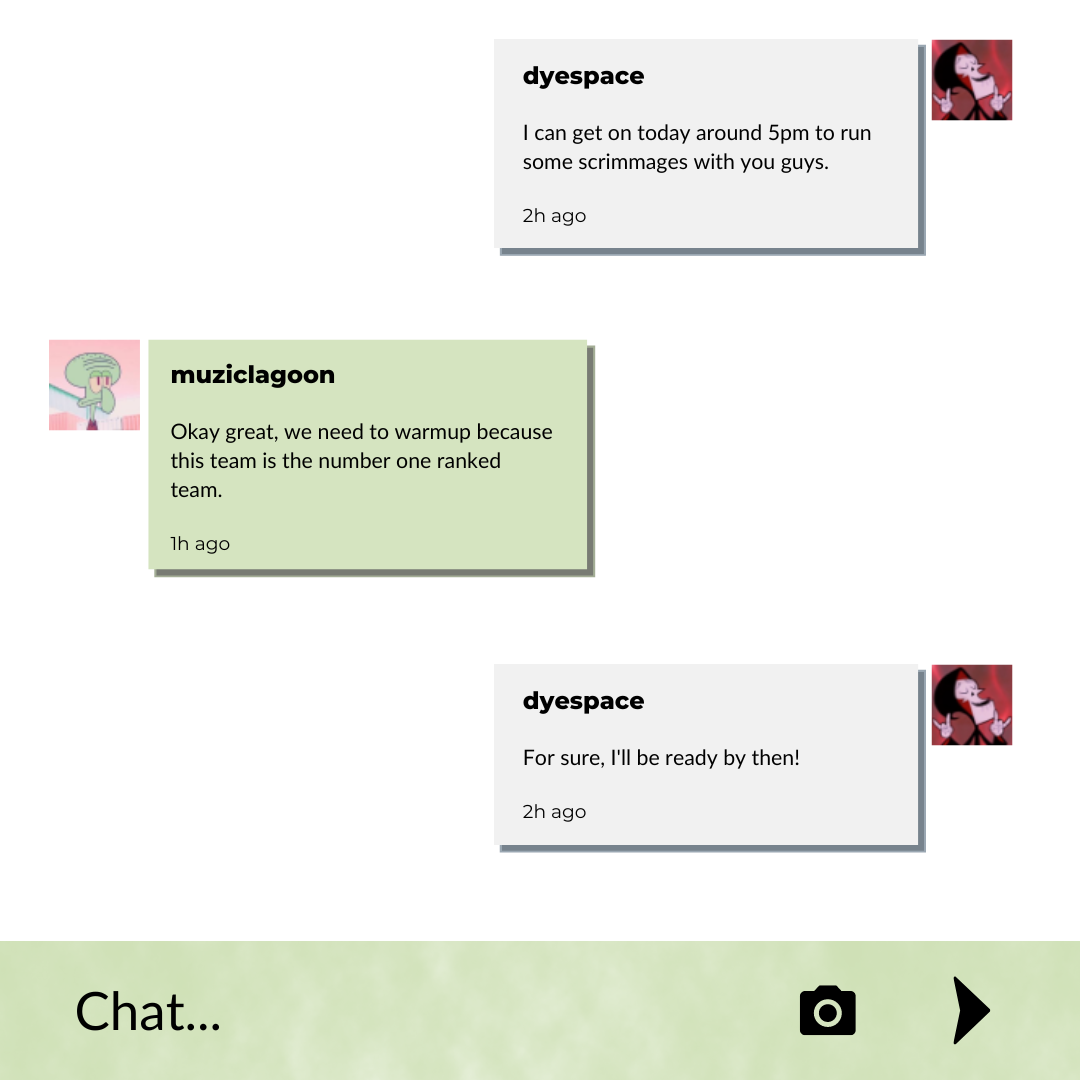 dyespace
I can get on today around 5pm to run
some scrimmages with you guys.
2h ago
muziclagoon
Okay great, we need to warmup because
this team is the number one ranked
team.
1h ago
dyespace
For sure, I'll be ready by then!
2h ago
Chat...